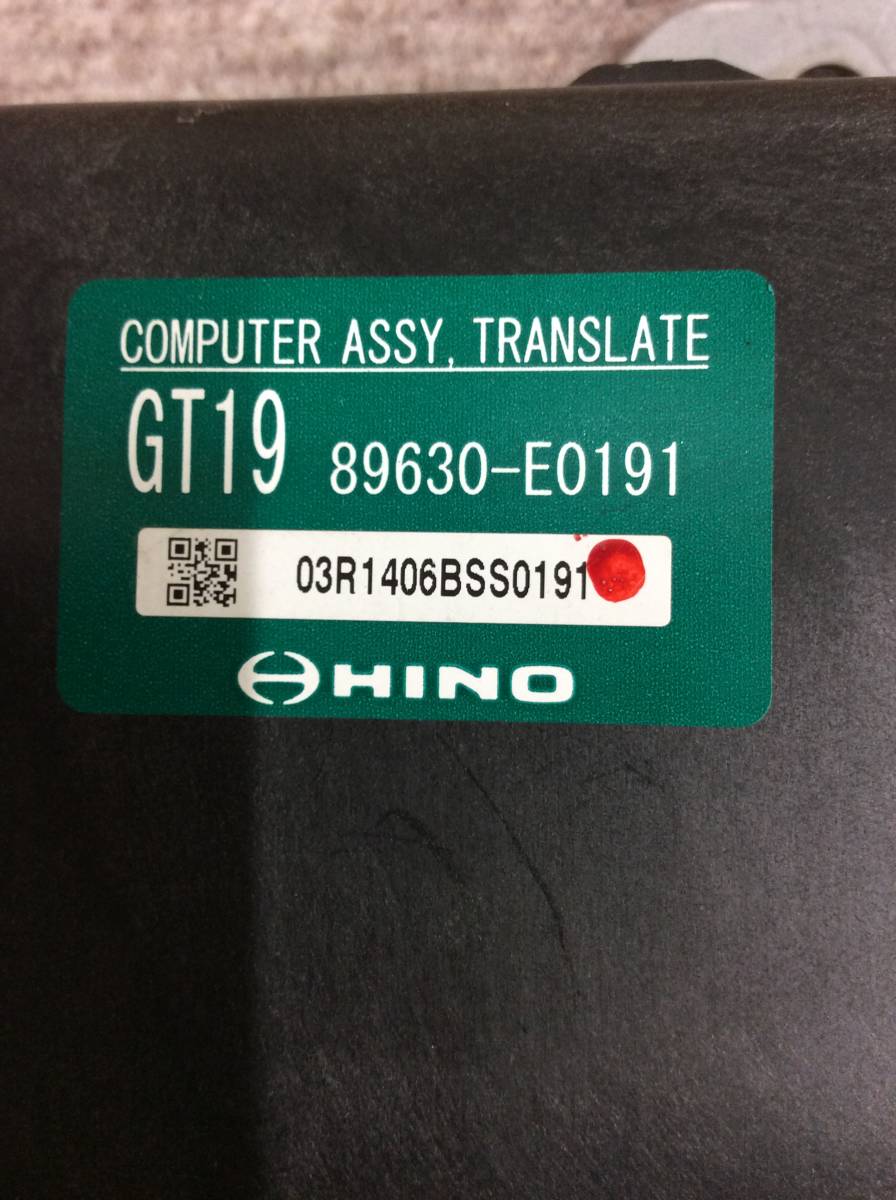 COMPUTER ASSY, TRANSLATE
GT19 89630-E0191
03R1406BSS0191
HINO